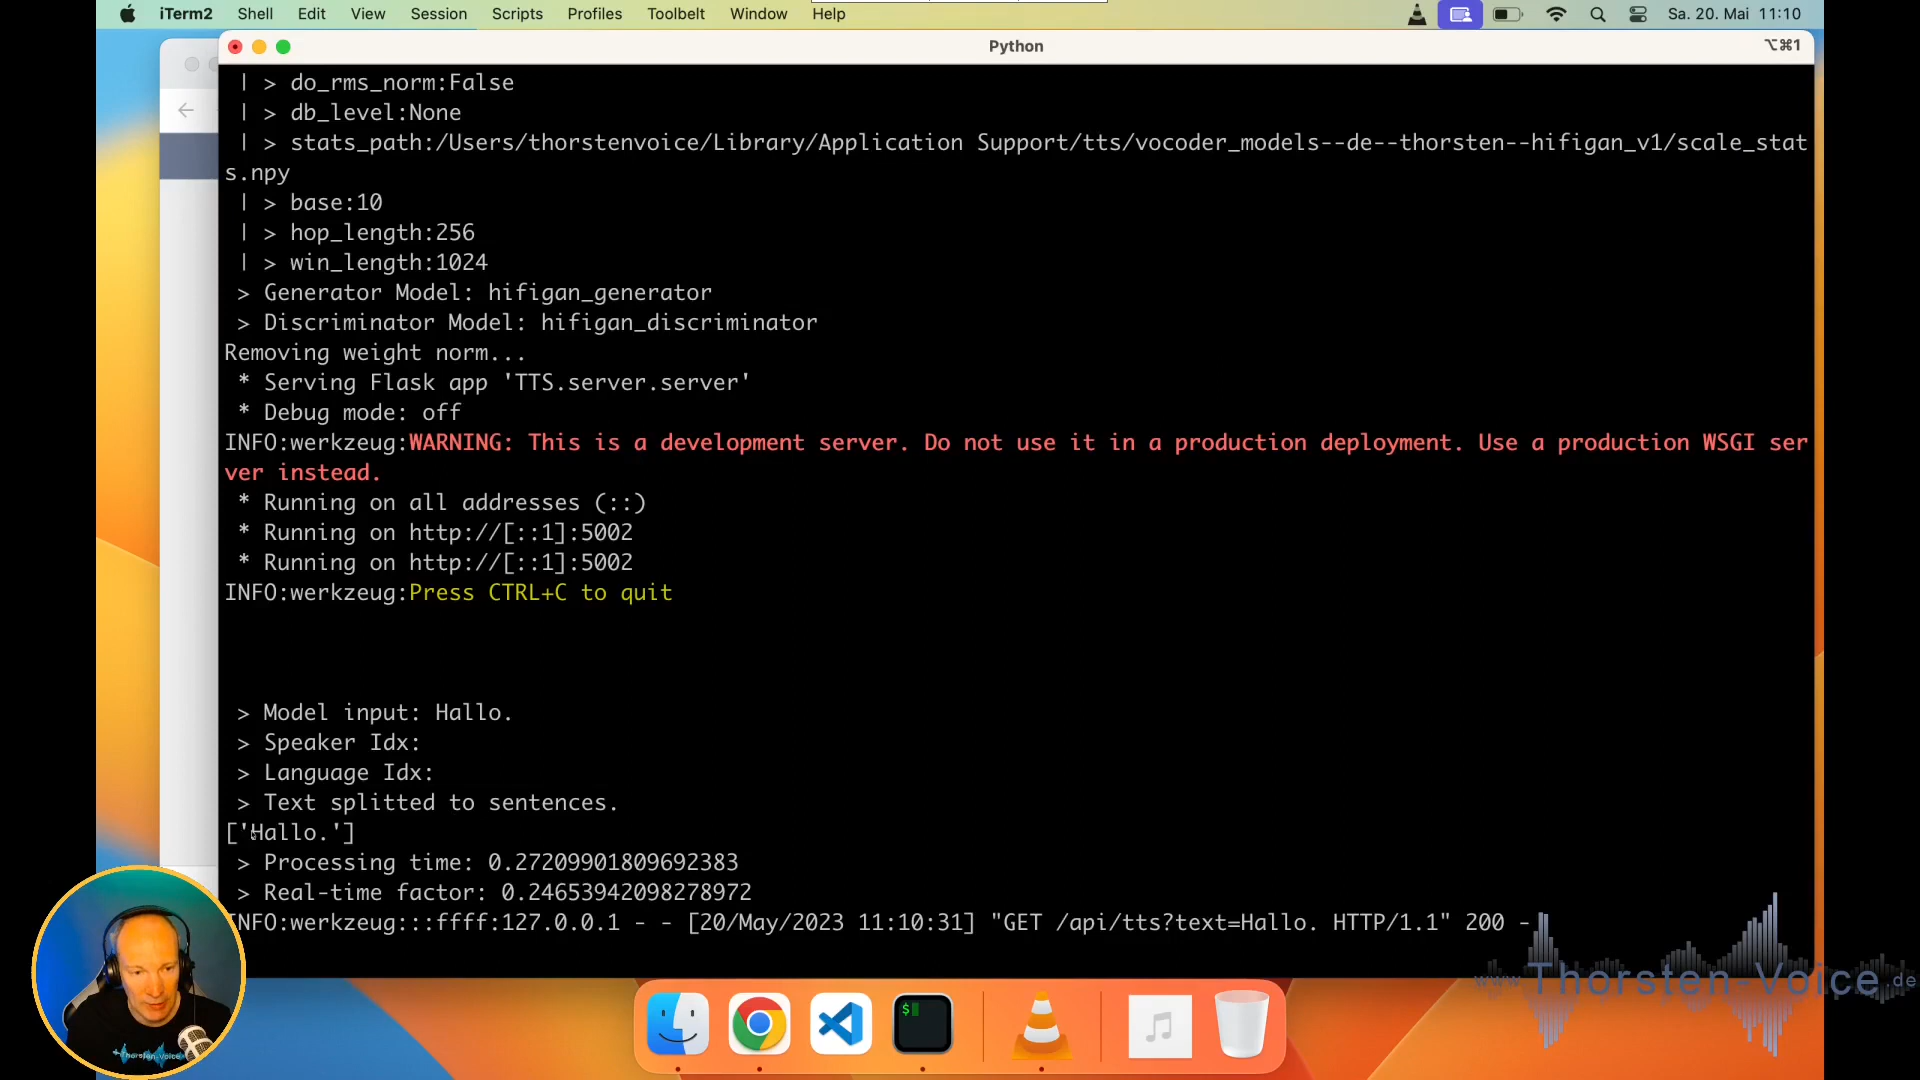 iTerm2 Shell Edit View Session Scripts Profiles Toolbelt Window Help Sa. 20. Mai 11:10
Python ⌥⌘1
| > do_rms_norm:False
| > db_level:None
| > stats_path:/Users/thorstenvoice/Library/Application Support/tts/vocoder_models--de--thorsten--hifigan_v1/scale_stat
s.npy
| > base:10
| > hop_length:256
| > win_length:1024
> Generator Model: hifigan_generator
> Discriminator Model: hifigan_discriminator
Removing weight norm...
* Serving Flask app 'TTS.server.server'
* Debug mode: off
INFO:werkzeug:WARNING: This is a development server. Do not use it in a production deployment. Use a production WSGI ser
ver instead.
* Running on all addresses (::)
* Running on http://[::1]:5002
* Running on http://[::1]:5002
INFO:werkzeug:Press CTRL+C to quit
> Model input: Hallo.
> Speaker Idx:
> Language Idx:
> Text splitted to sentences.
['Hallo.']
> Processing time: 0.27209901809692383
> Real-time factor: 0.24653942098278972
INFO:werkzeug:::ffff:127.0.0.1 - - [20/May/2023 11:10:31] "GET /api/tts?text=Hallo. HTTP/1.1" 200 -
www.Thorsten-Voice.de
$
Thorsten-Voice